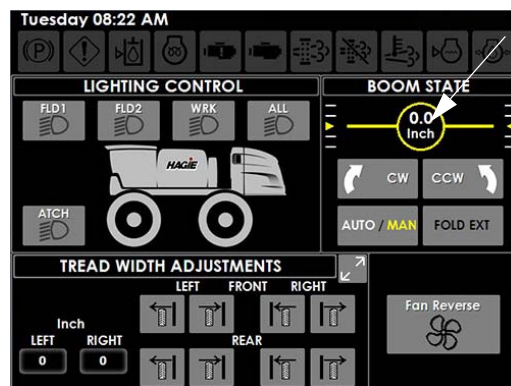 Tuesday 08:22 AM
LIGHTING CONTROL
FLD1 FLD2 WRK ALL
HAGIE
ATCH
BOOM STATE
0.0
Inch
CW CCW
AUTO / MAN FOLD EXT
TREAD WIDTH ADJUSTMENTS
LEFT FRONT RIGHT
Inch
LEFT RIGHT
0 0
REAR
Fan Reverse